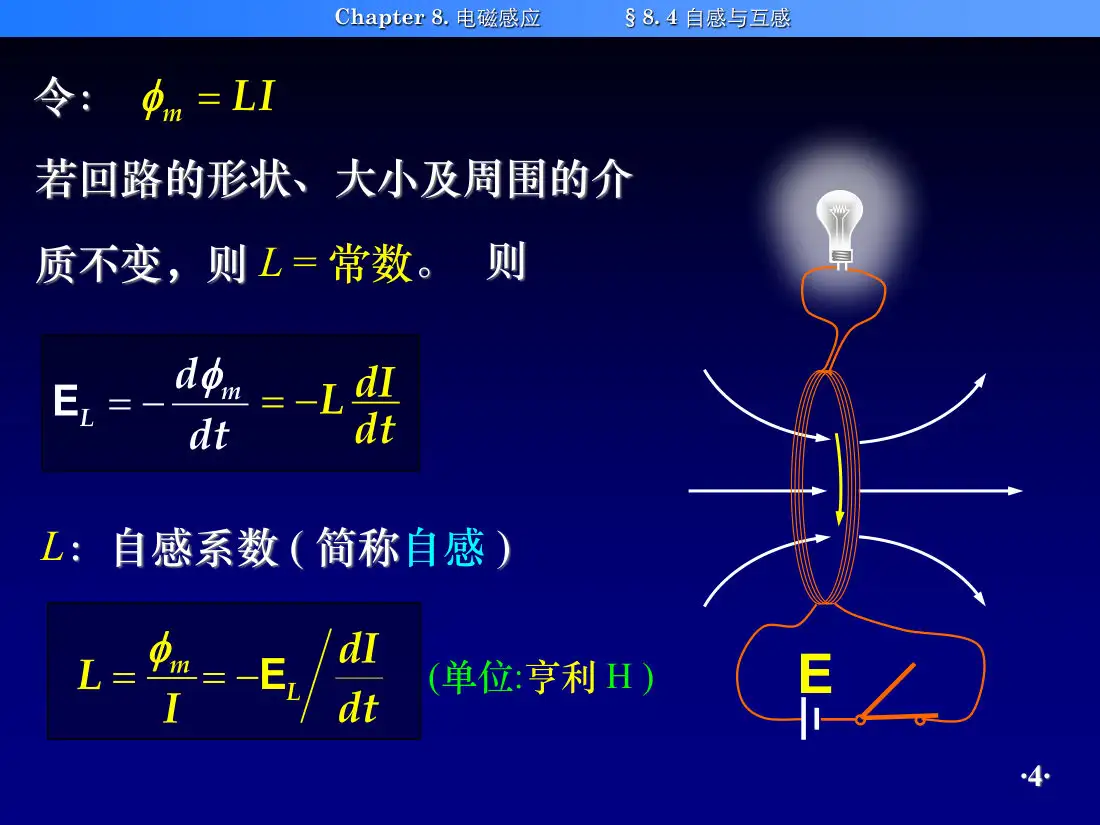 Chapter 8. 电磁感应 § 8. 4 自感与互感
令： ϕm = LI
若回路的形状、大小及周围的介
质不变，则 L = 常数。 则
EL = − dϕm/dt = −L dI/dt
L：自感系数 ( 简称自感 )
L = ϕm/I = −EL / dI/dt (单位:亨利 H )
E
·4·